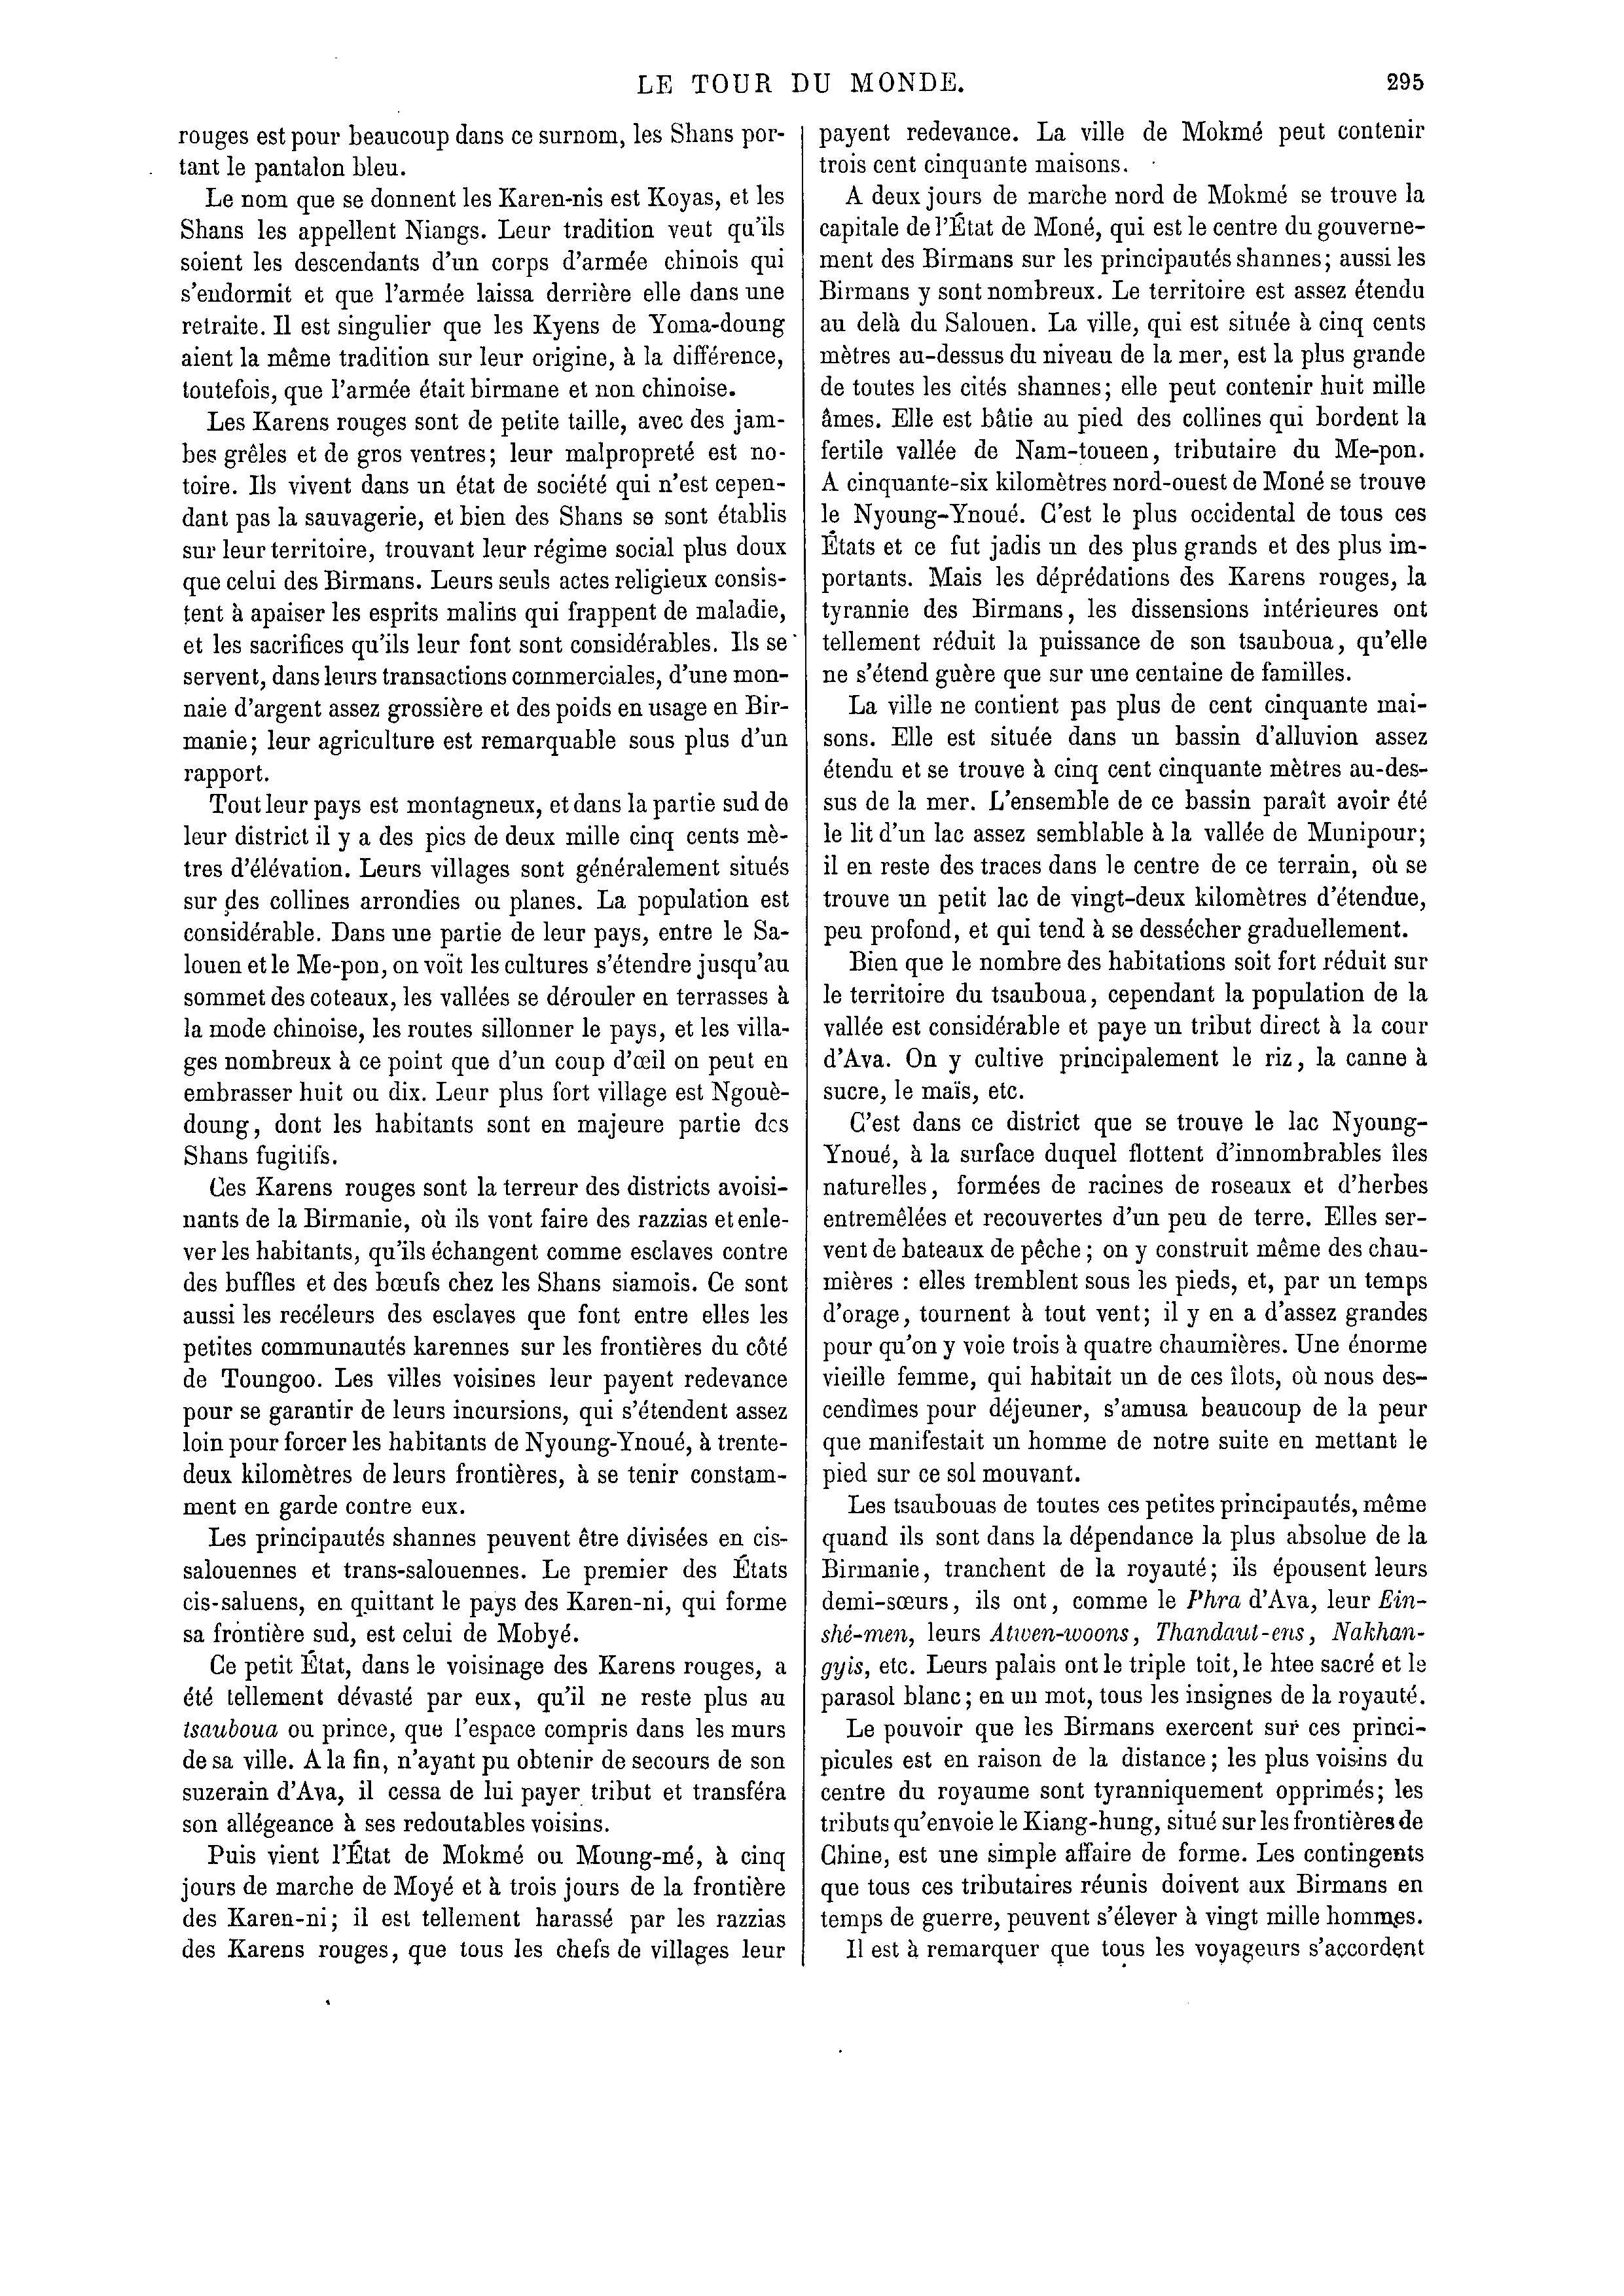 LE TOUR DU MONDE.
295
rouges est pour beaucoup dans ce surnom, les Shans por-
tant le pantalon bleu.
Le nom que se donnent les Karen-nis est Koyas, et les
Shans les appellent Niangs. Leur tradition veut qu'ils
soient les descendants d'un corps d'armée chinois qui
s'endormit et que l'armée laissa derrière elle dans une
retraite. Il est singulier que les Kyens de Yoma-doung
aient la même tradition sur leur origine, à la différence,
toutefois, que l'armée était birmane et non chinoise.
Les Karens rouges sont de petite taille, avec des jam-
bes grêles et de gros ventres; leur malpropreté est no-
toire. Ils vivent dans un état de société qui n'est cepen-
dant pas la sauvagerie, et bien des Shans se sont établis
sur leur territoire, trouvant leur régime social plus doux
que celui des Birmans. Leurs seuls actes religieux consis-
tent à apaiser les esprits malins qui frappent de maladie,
et les sacrifices qu'ils leur font sont considérables. Ils se
servent, dans leurs transactions commerciales, d'une mon-
naie d'argent assez grossière et des poids en usage en Bir-
manie; leur agriculture est remarquable sous plus d'un
rapport.
Tout leur pays est montagneux, et dans la partie sud de
leur district il y a des pics de deux mille cinq cents mè-
tres d'élévation. Leurs villages sont généralement situés
sur des collines arrondies ou planes. La population est
considérable. Dans une partie de leur pays, entre le Sa-
louen et le Me-pon, on voit les cultures s'étendre jusqu'au
sommet des coteaux, les vallées se dérouler en terrasses à
la mode chinoise, les routes sillonner le pays, et les villa-
ges nombreux à ce point que d'un coup d'œil on peut en
embrasser huit ou dix. Leur plus fort village est Ngouè-
doung, dont les habitants sont en majeure partie des
Shans fugitifs.
Ces Karens rouges sont la terreur des districts avoisi-
nants de la Birmanie, où ils vont faire des razzias et enle-
ver les habitants, qu'ils échangent comme esclaves contre
des buffles et des bœufs chez les Shans siamois. Ce sont
aussi les recéleurs des esclaves que font entre elles les
petites communautés karennes sur les frontières du côté
de Toungoo. Les villes voisines leur payent redevance
pour se garantir de leurs incursions, qui s'étendent assez
loin pour forcer les habitants de Nyoung-Ynoué, à trente-
deux kilomètres de leurs frontières, à se tenir constam-
ment en garde contre eux.
Les principautés shannes peuvent être divisées en cis-
salouennes et trans-salouennes. Le premier des États
cis-saluens, en quittant le pays des Karen-ni, qui forme
sa frontière sud, est celui de Mobyé.
Ce petit État, dans le voisinage des Karens rouges, a
été tellement dévasté par eux, qu'il ne reste plus au
tsauboua ou prince, que l'espace compris dans les murs
de sa ville. A la fin, n'ayant pu obtenir de secours de son
suzerain d'Ava, il cessa de lui payer tribut et transféra
son allégeance à ses redoutables voisins.
Puis vient l'État de Mokmé ou Moung-mé, à cinq
jours de marche de Moyé et à trois jours de la frontière
des Karen-ni; il est tellement harassé par les razzias
des Karens rouges, que tous les chefs de villages leur
payent redevance. La ville de Mokmé peut contenir
trois cent cinquante maisons.
A deux jours de marche nord de Mokmé se trouve la
capitale de l'État de Moné, qui est le centre du gouverne-
ment des Birmans sur les principautés shannes; aussi les
Birmans y sont nombreux. Le territoire est assez étendu
au delà du Salouen. La ville, qui est située à cinq cents
mètres au-dessus du niveau de la mer, est la plus grande
de toutes les cités shannes; elle peut contenir huit mille
âmes. Elle est bâtie au pied des collines qui bordent la
fertile vallée de Nam-toueen, tributaire du Me-pon.
A cinquante-six kilomètres nord-ouest de Moné se trouve
le Nyoung-Ynoué. C'est le plus occidental de tous ces
États et ce fut jadis un des plus grands et des plus im-
portants. Mais les déprédations des Karens rouges, la
tyrannie des Birmans, les dissensions intérieures ont
tellement réduit la puissance de son tsauboua, qu'elle
ne s'étend guère que sur une centaine de familles.
La ville ne contient pas plus de cent cinquante mai-
sons. Elle est située dans un bassin d'alluvion assez
étendu et se trouve à cinq cent cinquante mètres au-des-
sus de la mer. L'ensemble de ce bassin paraît avoir été
le lit d'un lac assez semblable à la vallée de Munipour;
il en reste des traces dans le centre de ce terrain, où se
trouve un petit lac de vingt-deux kilomètres d'étendue,
peu profond, et qui tend à se dessécher graduellement.
Bien que le nombre des habitations soit fort réduit sur
le territoire du tsauboua, cependant la population de la
vallée est considérable et paye un tribut direct à la cour
d'Ava. On y cultive principalement le riz, la canne à
sucre, le maïs, etc.
C'est dans ce district que se trouve le lac Nyoung-
Ynoué, à la surface duquel flottent d'innombrables îles
naturelles, formées de racines de roseaux et d'herbes
entremêlées et recouvertes d'un peu de terre. Elles ser-
vent de bateaux de pêche; on y construit même des chau-
mières : elles tremblent sous les pieds, et, par un temps
d'orage, tournent à tout vent; il y en a d'assez grandes
pour qu'on y voie trois à quatre chaumières. Une énorme
vieille femme, qui habitait un de ces îlots, où nous des-
cendîmes pour déjeuner, s'amusa beaucoup de la peur
que manifestait un homme de notre suite en mettant le
pied sur ce sol mouvant.
Les tsaubouas de toutes ces petites principautés, même
quand ils sont dans la dépendance la plus absolue de la
Birmanie, tranchent de la royauté; ils épousent leurs
demi-sœurs, ils ont, comme le Phra d'Ava, leur Ein-
shé-men, leurs Atwen-woons, Thandaut-ens, Nakhan-
gyis, etc. Leurs palais ont le triple toit, le htee sacré et le
parasol blanc; en un mot, tous les insignes de la royauté.
Le pouvoir que les Birmans exercent sur ces princi-
picules est en raison de la distance; les plus voisins du
centre du royaume sont tyranniquement opprimés; les
tributs qu'envoie le Kiang-hung, situé sur les frontières de
Chine, est une simple affaire de forme. Les contingents
que tous ces tributaires réunis doivent aux Birmans en
temps de guerre, peuvent s'élever à vingt mille hommes.
Il est à remarquer que tous les voyageurs s'accordent